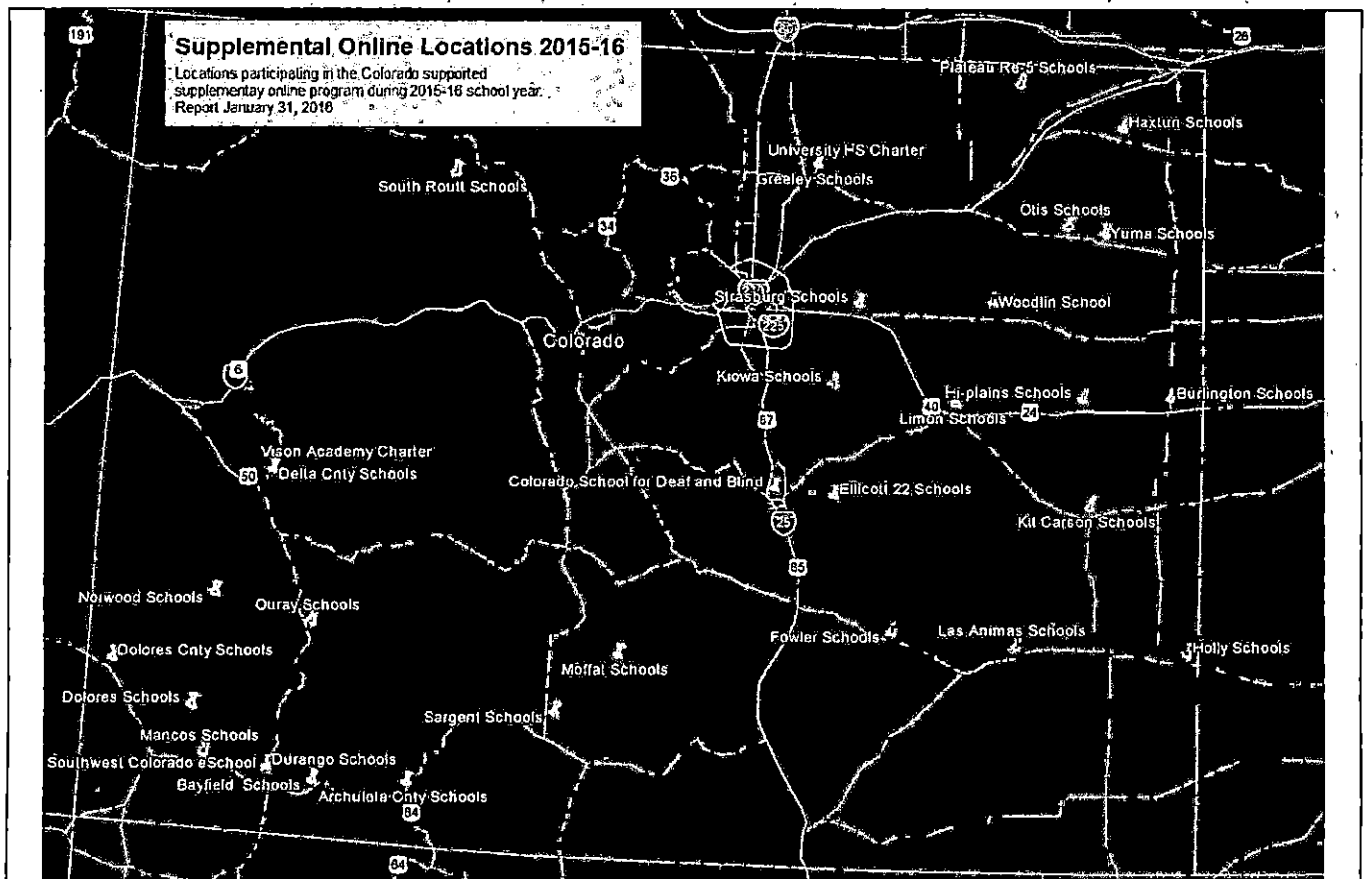 Supplemental Online Locations 2015-16
Locations participating in the Colorado supported
supplementay online program during 2015-16 school year.
Report January 31, 2016
191
26
Plateau Re-5 Schools
Haxtun Schools
University HS Charter
Greeley Schools
South Routt Schools
36
34
Otis Schools
Yuma Schools
Strasburg Schools
Woodlin School
225
Colorado
6
Kiowa Schools
Hi-plains Schools
Burlington Schools
40
24
Limon Schools
87
Vison Academy Charter
Delta Cnty Schools
50
Colorado School for Deaf and Blind
Ellicott 22 Schools
25
Kit Carson Schools
85
Norwood Schools
Ouray Schools
Fowler Schools
Las Animas Schools
Holly Schools
Dolores Cnty Schools
Moffat Schools
Dolores Schools
Sargent Schools
Mancos Schools
Southwest Colorado eSchool
Durango Schools
Bayfield Schools
Archulola Cnty Schools
84
64